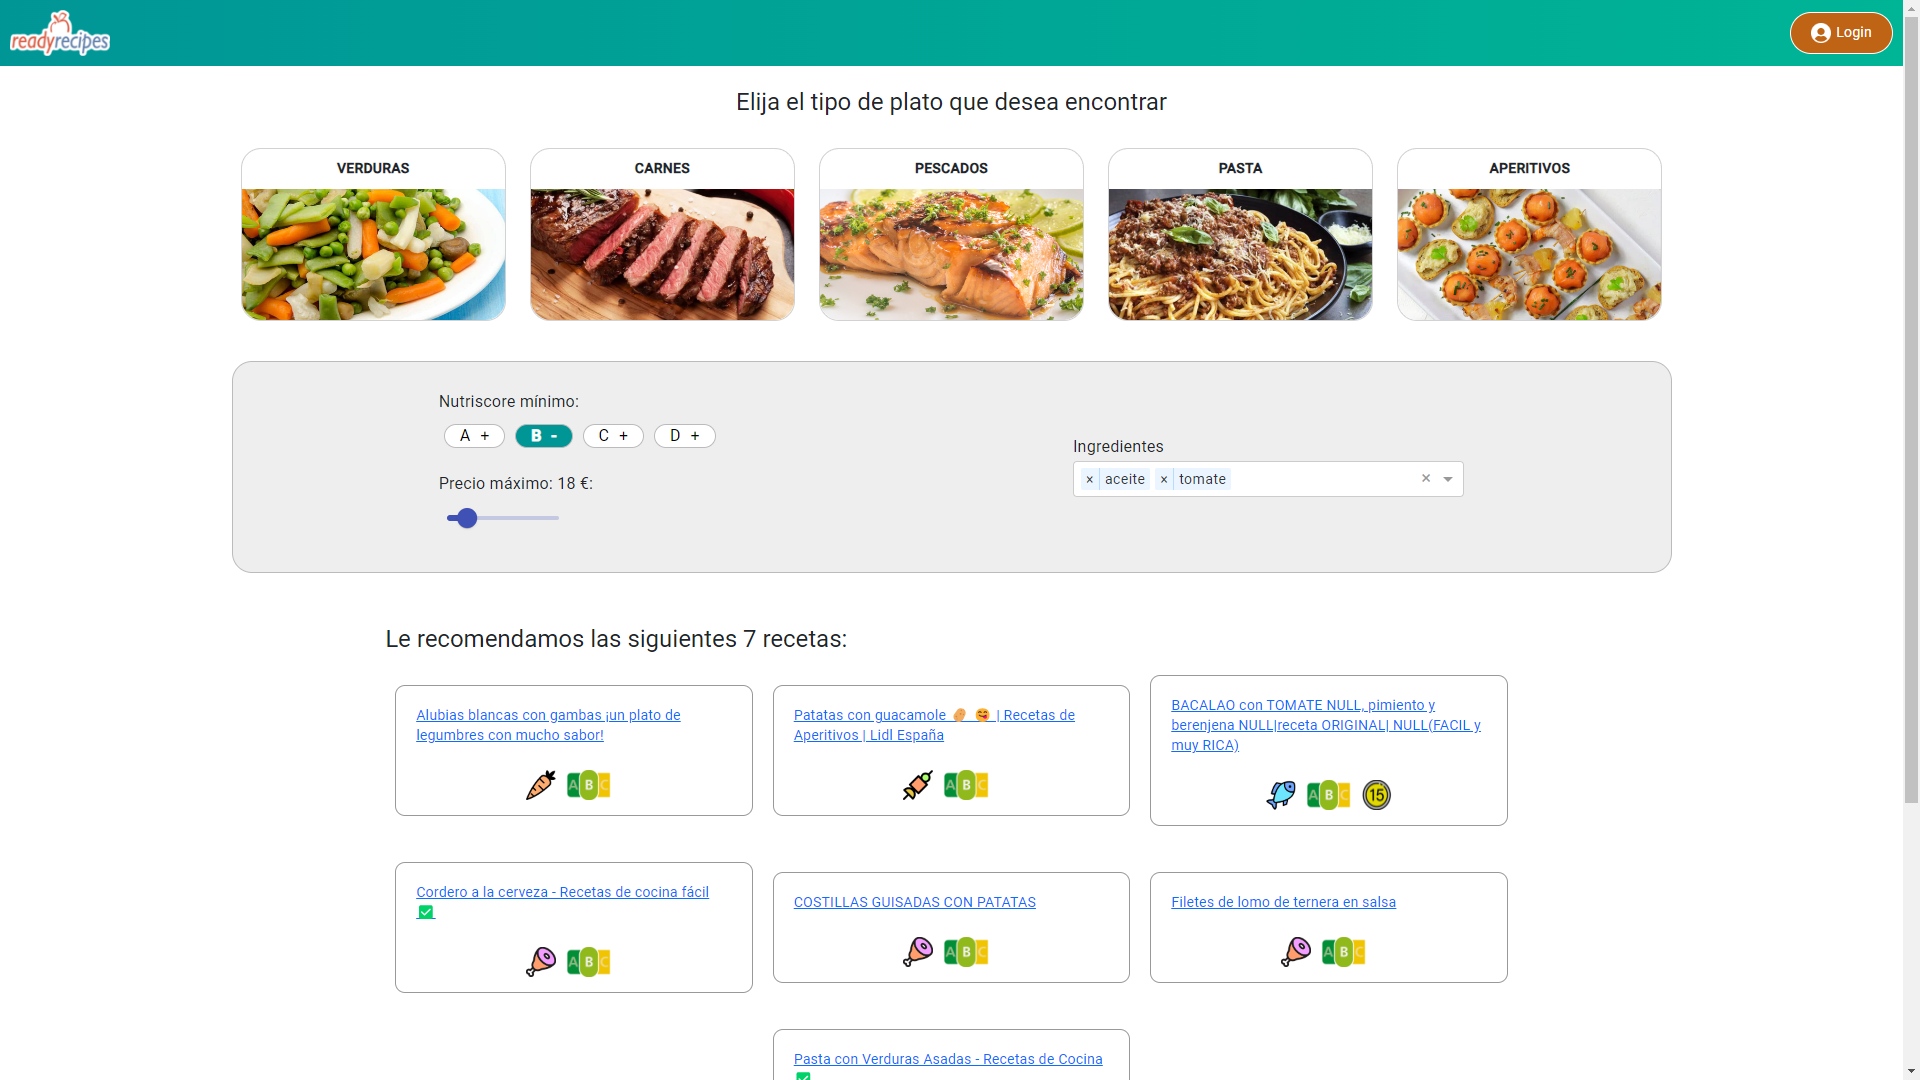 readyrecipes
Login
Elija el tipo de plato que desea encontrar
VERDURAS
CARNES
PESCADOS
PASTA
APERITIVOS
Nutriscore mínimo:
A +
B -
C +
D +
Precio máximo: 18 €:
Ingredientes
× aceite × tomate ×
Le recomendamos las siguientes 7 recetas:
Alubias blancas con gambas ¡un plato de
legumbres con mucho sabor!
A B C
Patatas con guacamole 🥔 😋 | Recetas de
Aperitivos | Lidl España
A B C
BACALAO con TOMATE NULL, pimiento y
berenjena NULL|receta ORIGINAL| NULL(FACIL y
muy RICA)
A B C 15
Cordero a la cerveza - Recetas de cocina fácil
✅
A B C
COSTILLAS GUISADAS CON PATATAS
A B C
Filetes de lomo de ternera en salsa
A B C
Pasta con Verduras Asadas - Recetas de Cocina
✅